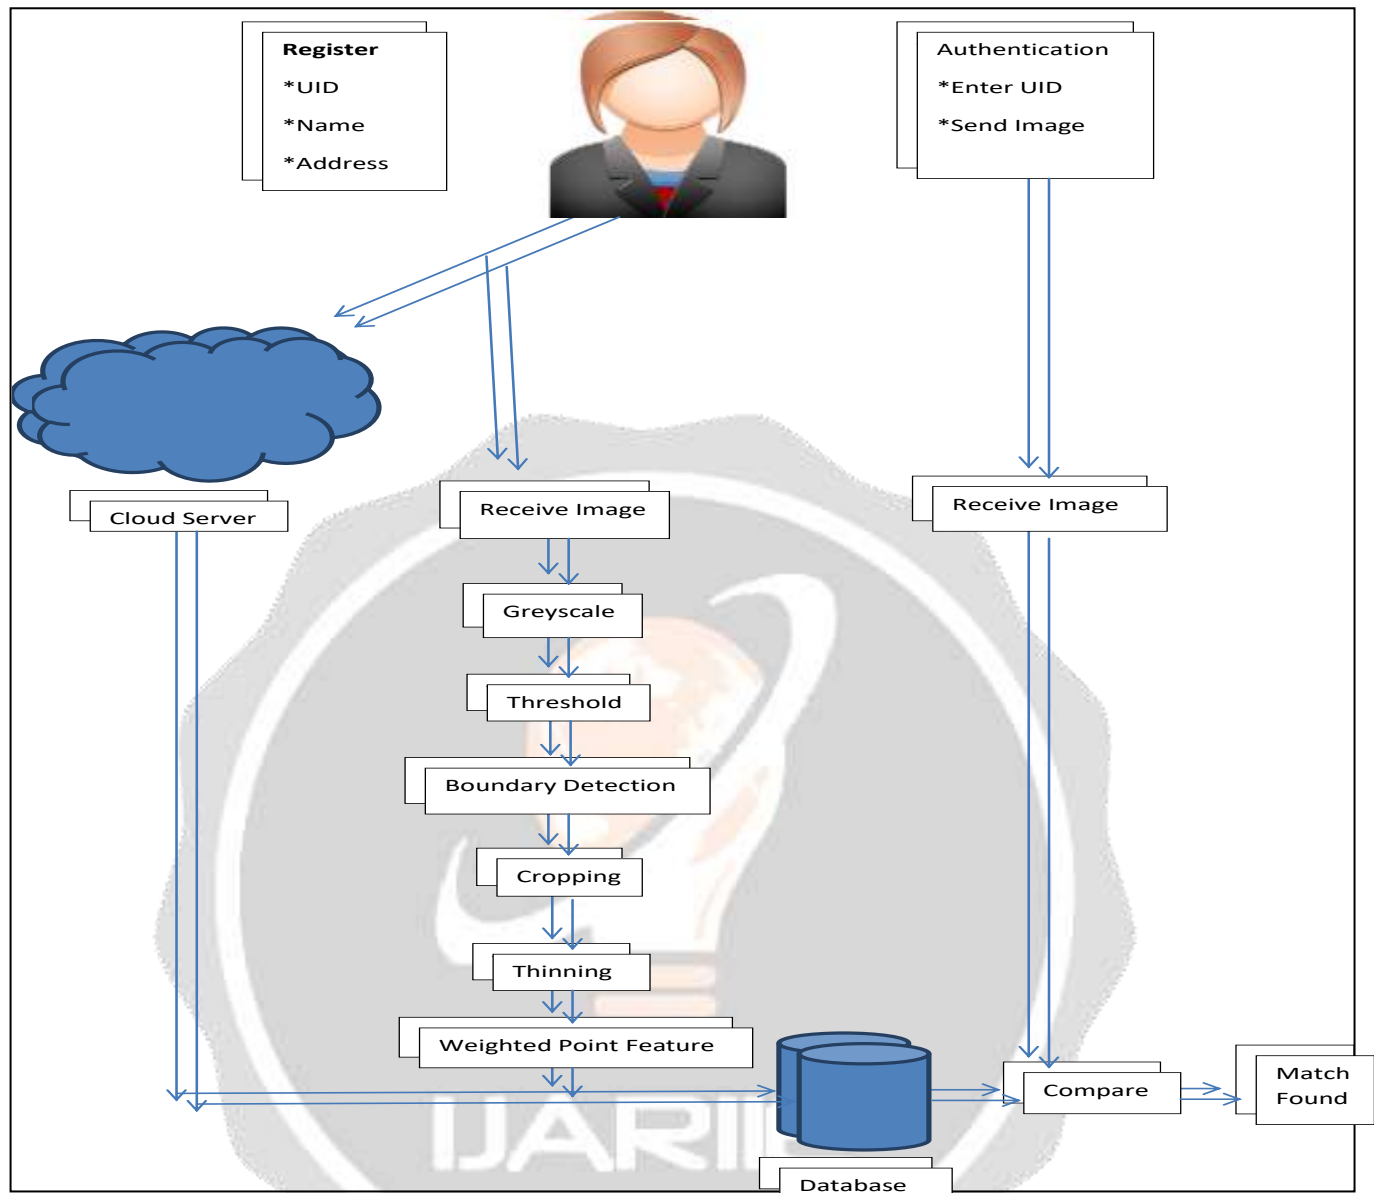 Register
*UID
*Name
*Address
Authentication
*Enter UID
*Send Image
Cloud Server
Receive Image
Receive Image
Greyscale
Threshold
Boundary Detection
Cropping
Thinning
Weighted Point Feature
Compare
Match
Found
Database